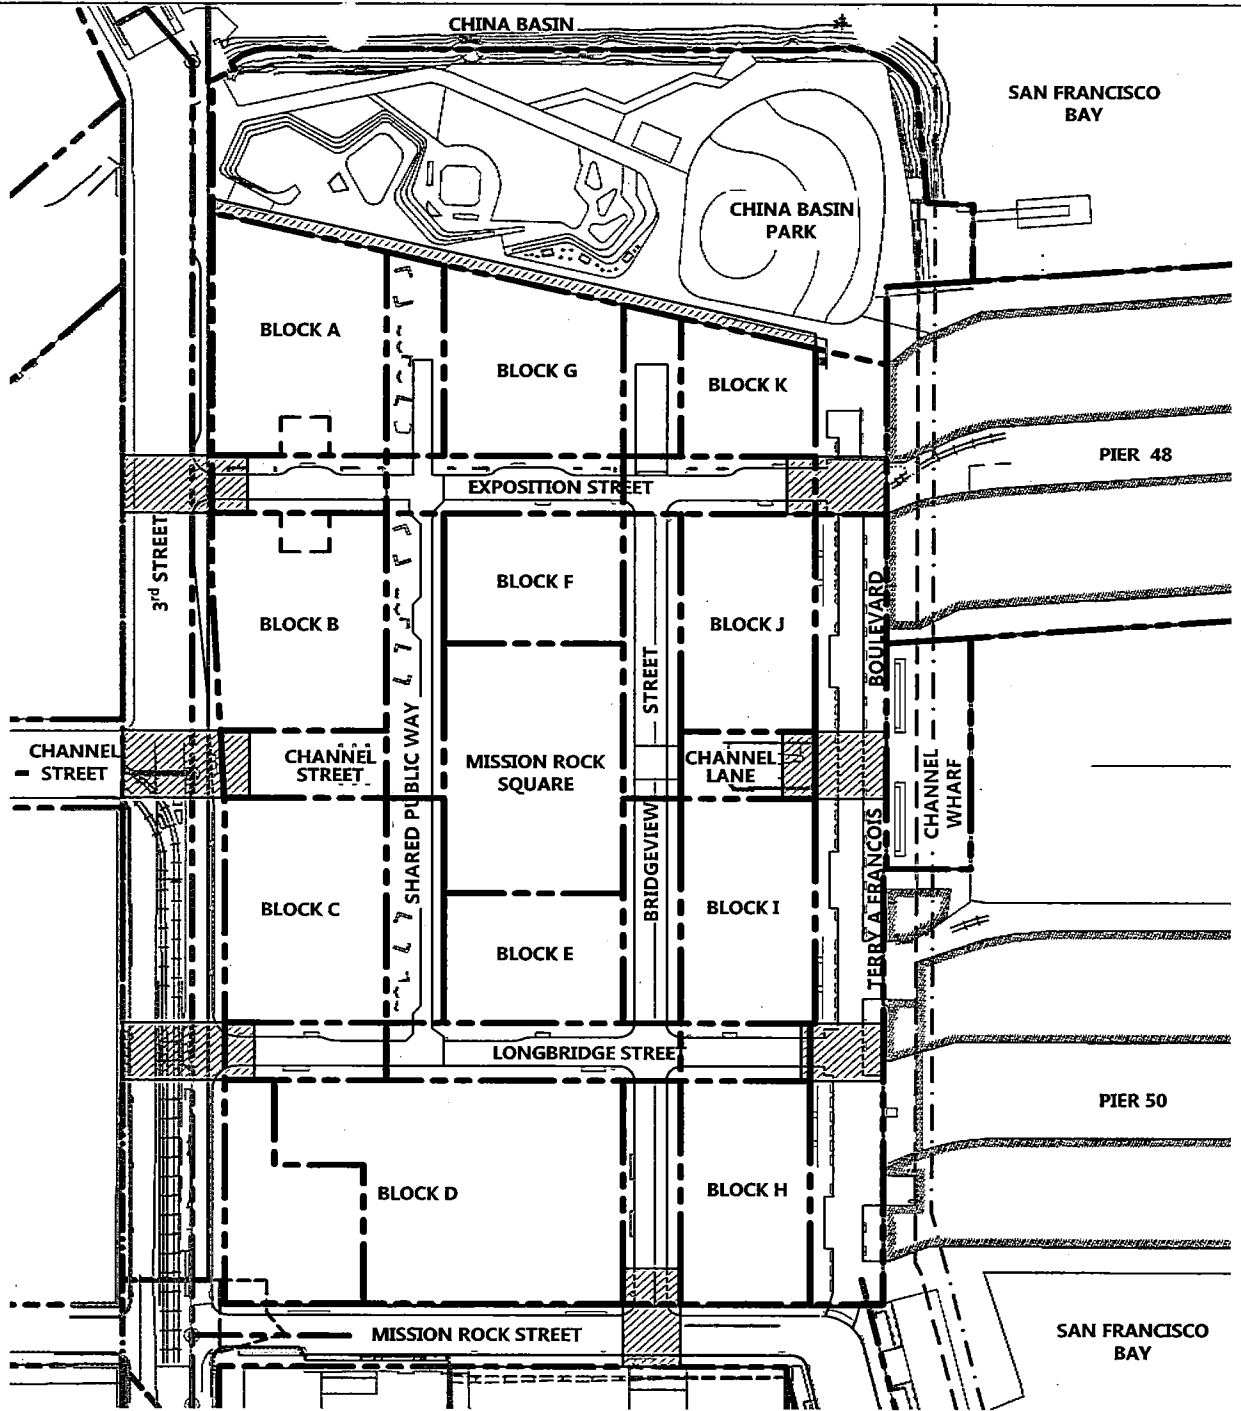 CHINA BASIN
SAN FRANCISCO
BAY
CHINA BASIN
PARK
BLOCK A
BLOCK G
BLOCK K
PIER 48
EXPOSITION STREET
3rd STREET
BLOCK F
BLOCK B
BLOCK J
BOULEVARD
STREET
CHANNEL
STREET
CHANNEL
STREET
SHARED PUBLIC WAY
MISSION ROCK
SQUARE
CHANNEL
LANE
CHANNEL
WHARF
BRIDGEVIEW
TERRY A FRANCOIS
BLOCK C
BLOCK I
BLOCK E
LONGBRIDGE STREET
PIER 50
BLOCK D
BLOCK H
MISSION ROCK STREET
SAN FRANCISCO
BAY